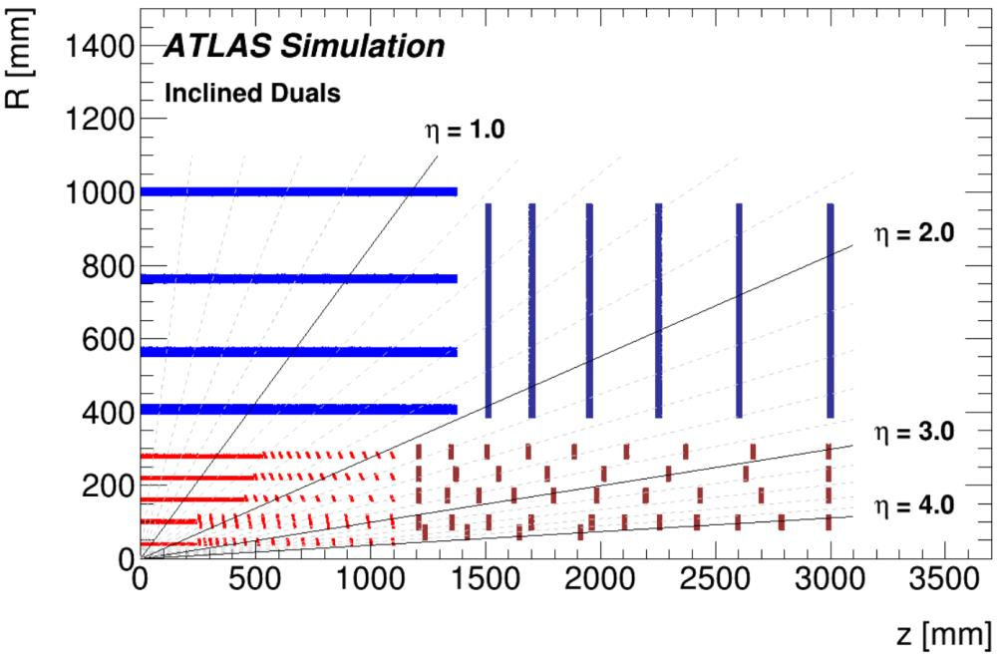 R [mm]
1400
ATLAS Simulation
Inclined Duals
1200
η = 1.0
1000
η = 2.0
800
600
400
η = 3.0
200
η = 4.0
0
0 500 1000 1500 2000 2500 3000 3500
z [mm]